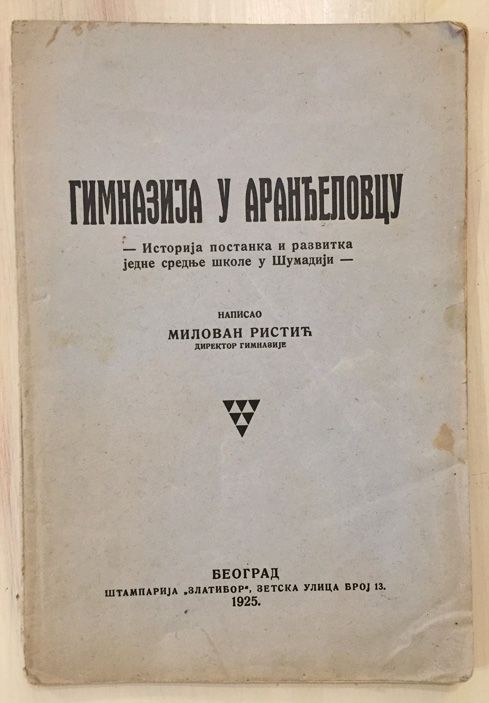 ГИМНАЗИЈА У АРАНЂЕЛОВЦУ
— Историја постанка и развитка
једне средње школе у Шумадији —
НАПИСАО
МИЛОВАН РИСТИЋ
ДИРЕКТОР ГИМНАЗИЈЕ
БЕОГРАД
ШТАМПАРИЈА „ЗЛАТИБОР“, ЗЕТСКА УЛИЦА БРОЈ 13.
1925.